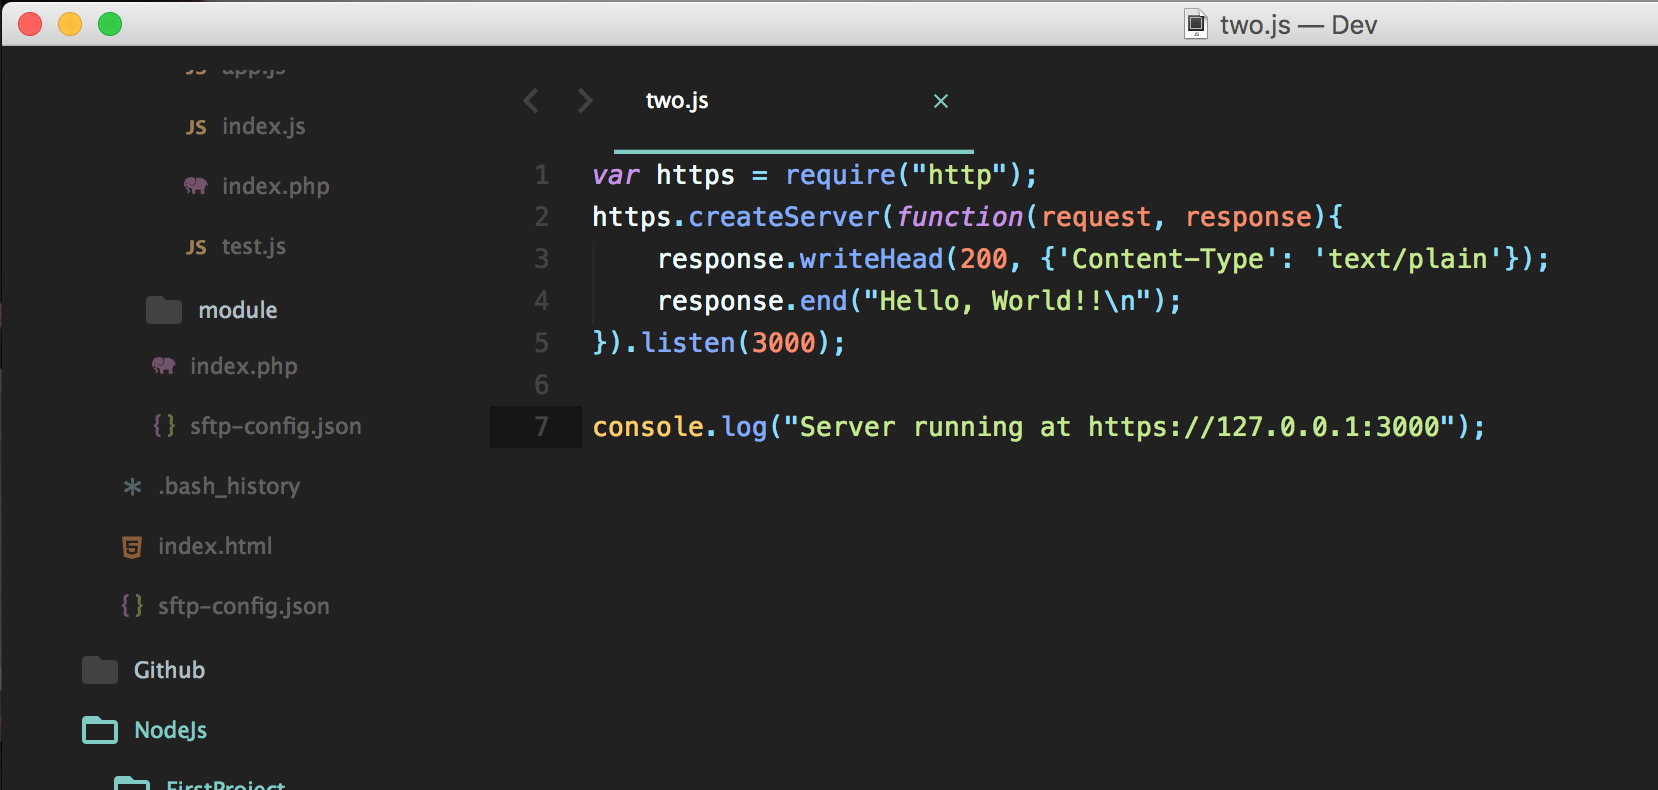 two.js — Dev
app.js
JS index.js
index.php
JS test.js
module
index.php
{} sftp-config.json
.bash_history
index.html
{} sftp-config.json
Github
NodeJs
FirstProject
two.js ×
1 var https = require("http");
2 https.createServer(function(request, response){
3     response.writeHead(200, {'Content-Type': 'text/plain'});
4     response.end("Hello, World!!\n");
5 }).listen(3000);
6
7 console.log("Server running at https://127.0.0.1:3000");